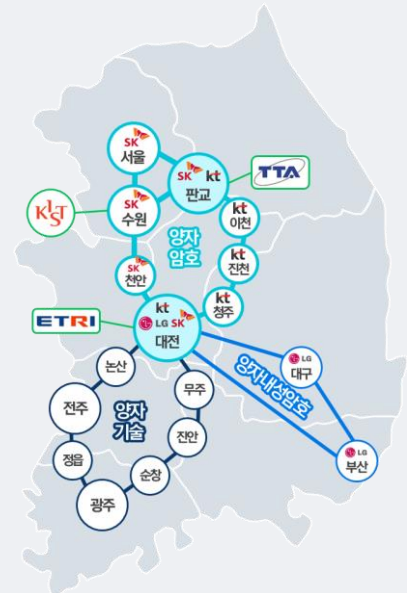 SK
서울
SK kt
판교
TTA
KIST
SK
수원
kt
이천
양자
암호
SK
천안
kt
진천
kt
청주
ETRI
kt
LG SK
대전
논산
무주
LG
대구
양자내성암호
전주
양자
기술
진안
LG
부산
정읍
순창
광주